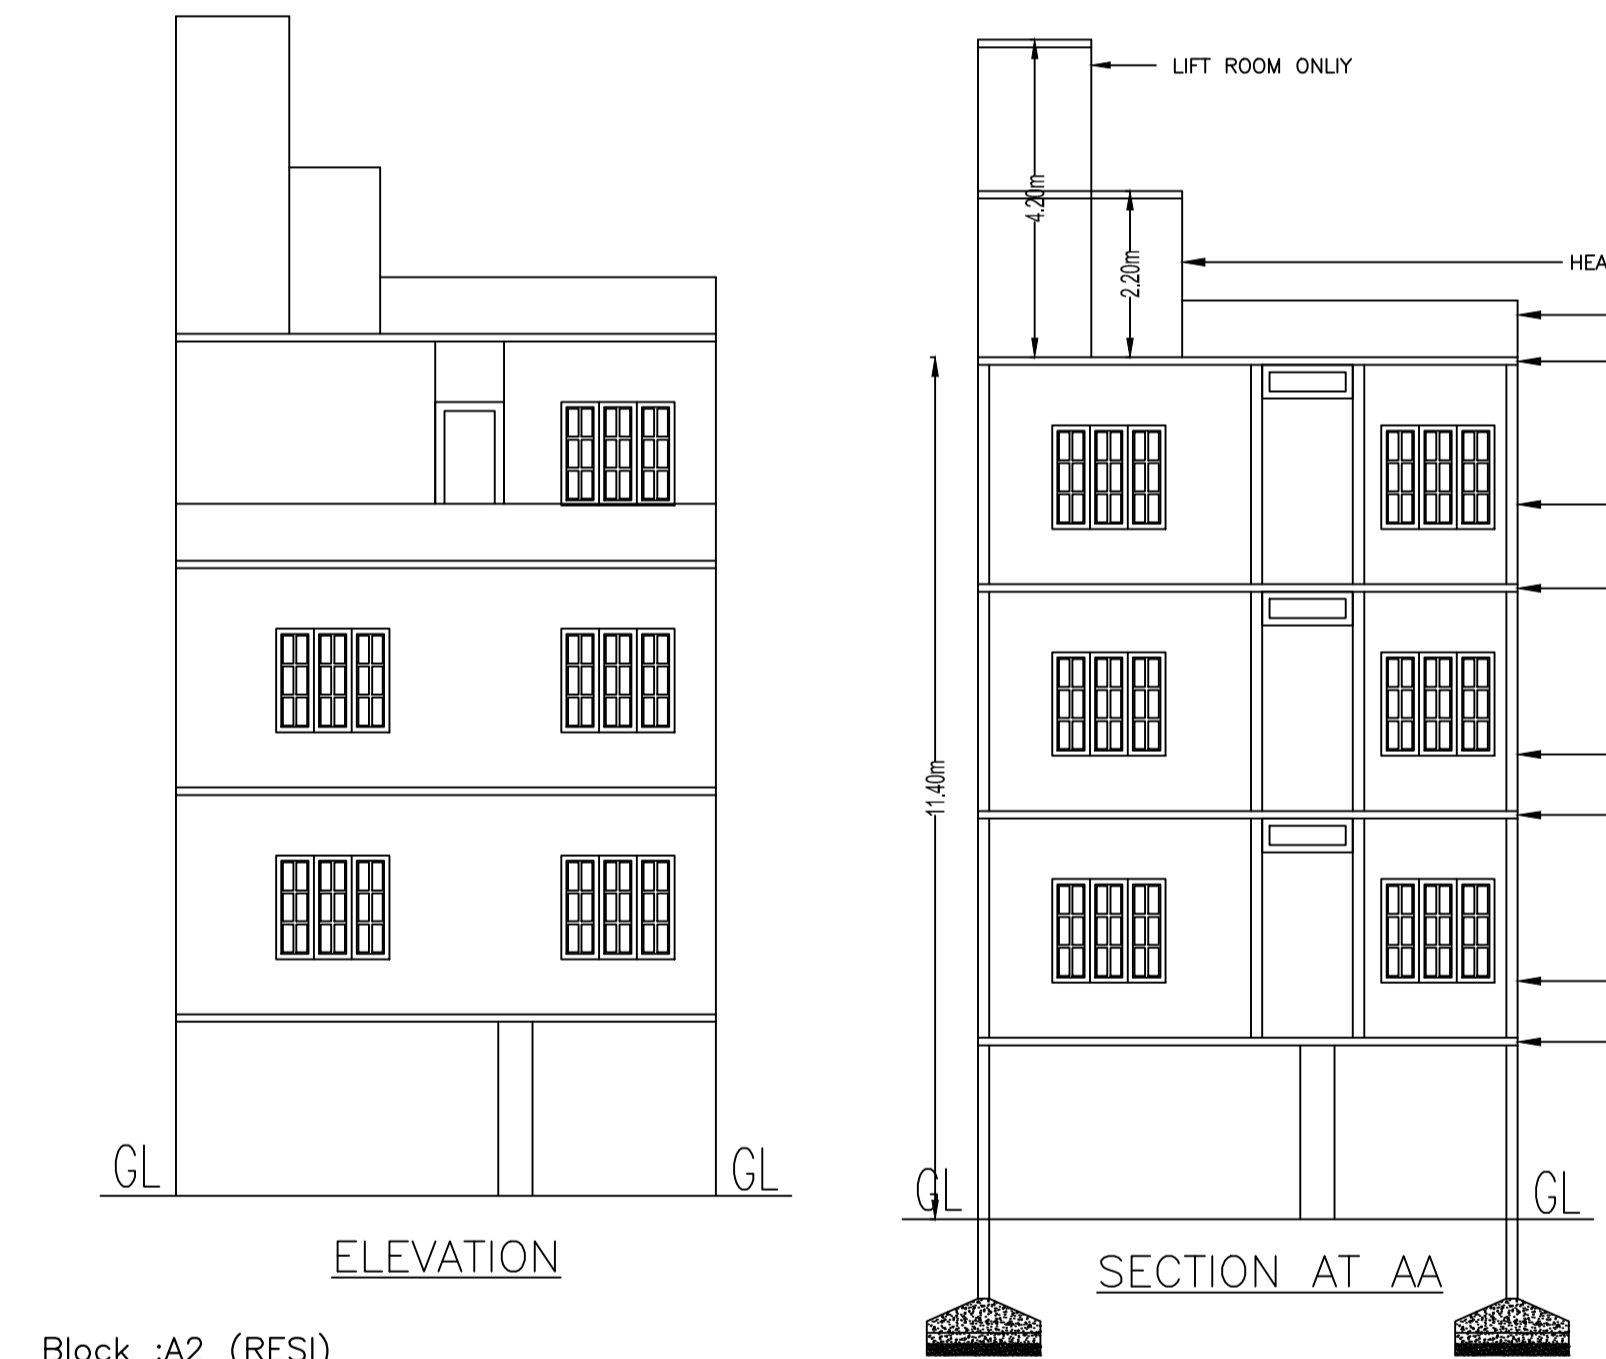 LIFT ROOM ONLIY
4.20m
2.20m
HEA
11.40m
GL
GL
GL
GL
ELEVATION
SECTION AT AA
Block :A2 (RESI)